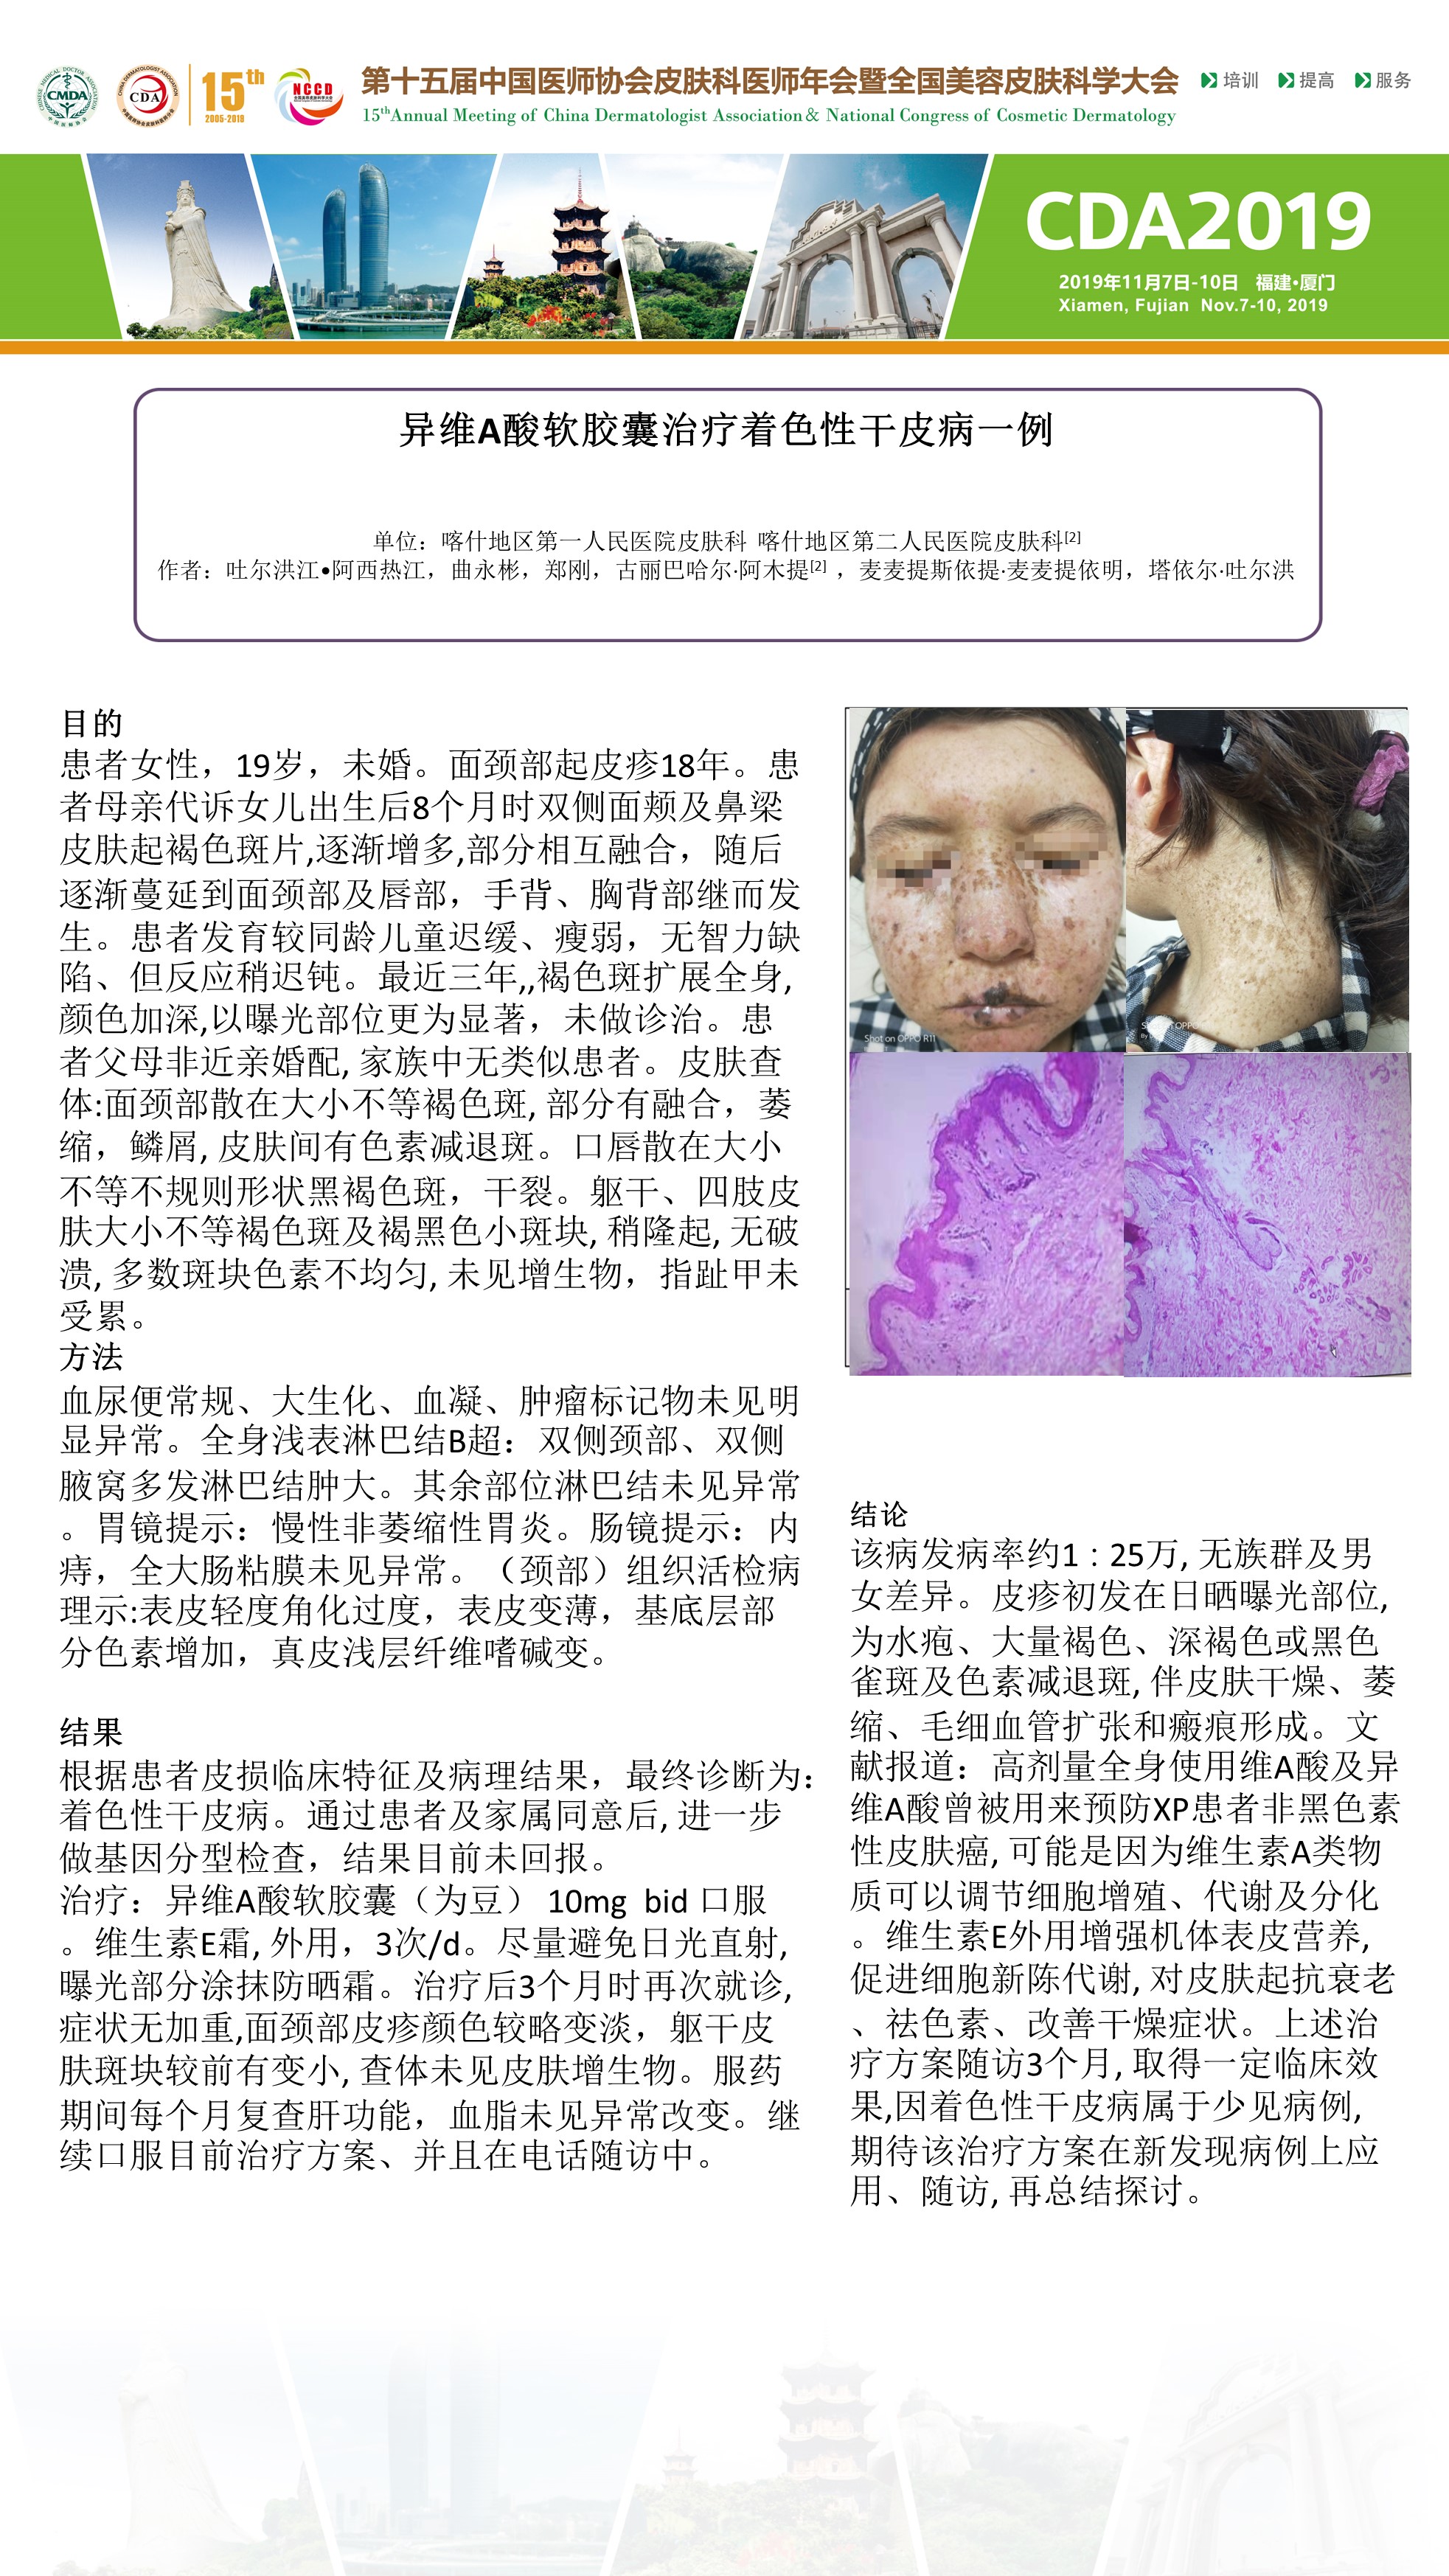 CHINESE MEDICAL DOCTOR ASSOCIATION
CMDA
中国医师协会
CHINA DERMATOLOGIST ASSOCIATION
CDA
中国医师协会皮肤科医师分会
15th
2005-2019
NCCD
第十五届中国医师协会皮肤科医师年会暨全国美容皮肤科学大会
15thAnnual Meeting of China Dermatologist Association& National Congress of Cosmetic Dermatology
培训 提高 服务
CDA2019
2019年11月7日-10日 福建·厦门
Xiamen, Fujian Nov.7-10, 2019
异维A酸软胶囊治疗着色性干皮病一例
单位：喀什地区第一人民医院皮肤科 喀什地区第二人民医院皮肤科[2]
作者：吐尔洪江•阿西热江，曲永彬，郑刚，古丽巴哈尔·阿木提[2] ，麦麦提斯依提·麦麦提依明，塔依尔·吐尔洪
目的
患者女性，19岁，未婚。面颈部起皮疹18年。患
者母亲代诉女儿出生后8个月时双侧面颊及鼻梁
皮肤起褐色斑片,逐渐增多,部分相互融合，随后
逐渐蔓延到面颈部及唇部，手背、胸背部继而发
生。患者发育较同龄儿童迟缓、瘦弱，无智力缺
陷、但反应稍迟钝。最近三年,,褐色斑扩展全身,
颜色加深,以曝光部位更为显著，未做诊治。患
者父母非近亲婚配, 家族中无类似患者。皮肤查
体:面颈部散在大小不等褐色斑, 部分有融合，萎
缩，鳞屑, 皮肤间有色素减退斑。口唇散在大小
不等不规则形状黑褐色斑，干裂。躯干、四肢皮
肤大小不等褐色斑及褐黑色小斑块, 稍隆起, 无破
溃, 多数斑块色素不均匀, 未见增生物，指趾甲未
受累。
方法
血尿便常规、大生化、血凝、肿瘤标记物未见明
显异常。全身浅表淋巴结B超：双侧颈部、双侧
腋窝多发淋巴结肿大。其余部位淋巴结未见异常
。胃镜提示：慢性非萎缩性胃炎。肠镜提示：内
痔，全大肠粘膜未见异常。（颈部）组织活检病
理示:表皮轻度角化过度，表皮变薄，基底层部
分色素增加，真皮浅层纤维嗜碱变。
结果
根据患者皮损临床特征及病理结果，最终诊断为：
着色性干皮病。通过患者及家属同意后, 进一步
做基因分型检查，结果目前未回报。
治疗：异维A酸软胶囊（为豆） 10mg bid 口服
。维生素E霜, 外用，3次/d。尽量避免日光直射,
曝光部分涂抹防晒霜。治疗后3个月时再次就诊,
症状无加重,面颈部皮疹颜色较略变淡，躯干皮
肤斑块较前有变小, 查体未见皮肤增生物。服药
期间每个月复查肝功能，血脂未见异常改变。继
续口服目前治疗方案、并且在电话随访中。
Shot on OPPO R11
Shot on OPPO
结论
该病发病率约1：25万, 无族群及男
女差异。皮疹初发在日晒曝光部位,
为水疱、大量褐色、深褐色或黑色
雀斑及色素减退斑, 伴皮肤干燥、萎
缩、毛细血管扩张和瘢痕形成。文
献报道：高剂量全身使用维A酸及异
维A酸曾被用来预防XP患者非黑色素
性皮肤癌, 可能是因为维生素A类物
质可以调节细胞增殖、代谢及分化
。维生素E外用增强机体表皮营养,
促进细胞新陈代谢, 对皮肤起抗衰老
、祛色素、改善干燥症状。上述治
疗方案随访3个月, 取得一定临床效
果,因着色性干皮病属于少见病例,
期待该治疗方案在新发现病例上应
用、随访, 再总结探讨。